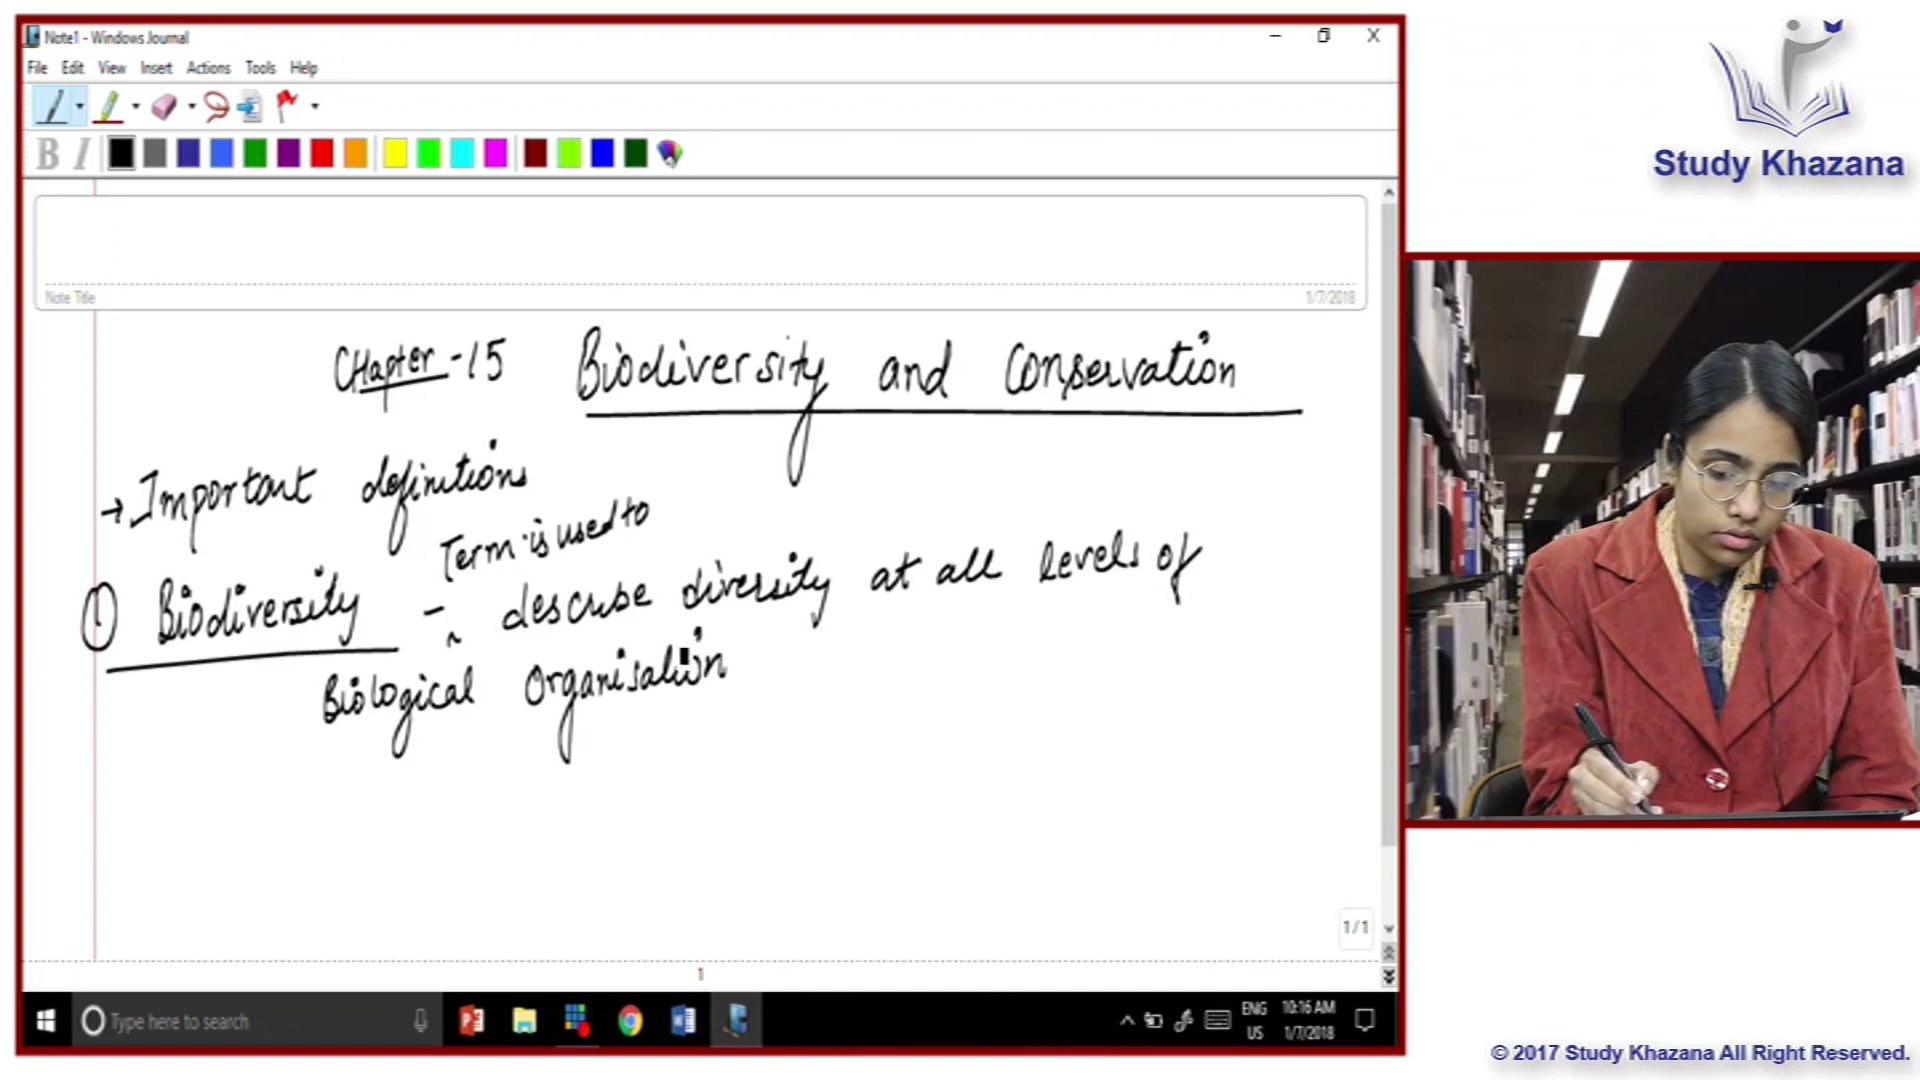 Note1 - Windows Journal
File Edit View Insert Actions Tools Help
B I
Note Title
1/7/2018
CHapter - 15 Biodiversity and Conservation
→ Important definitions
Term is used to
① Biodiversity - describe diversity at all levels of
Biological Organisation
1/1
1
Type here to search
ENG
US
10:16 AM
1/7/2018
Study Khazana
© 2017 Study Khazana All Right Reserved.